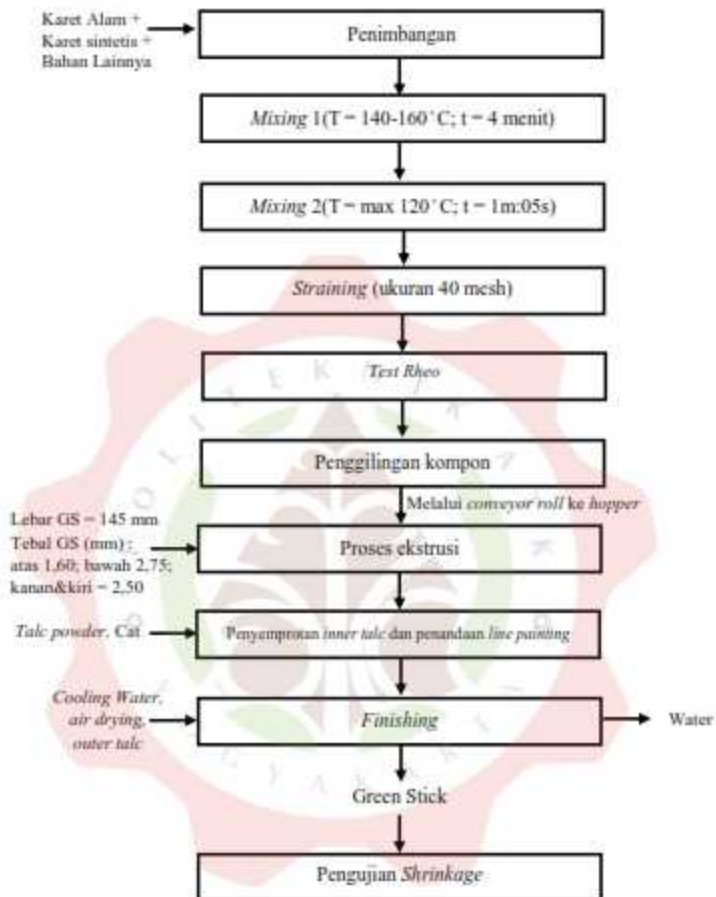 Karet Alam +
Karet sintetis +
Bahan Lainnya
Penimbangan
Mixing 1(T = 140-160˚C; t = 4 menit)
Mixing 2(T = max 120˚C; t = 1m:05s)
Straining (ukuran 40 mesh)
Test Rheo
Penggilingan kompon
Melalui conveyor roll ke hopper
Lebar GS = 145 mm
Tebal GS (mm) :
atas 1,60; bawah 2,75;
kanan&kiri = 2,50
Proses ekstrusi
Talc powder, Cat
Penyemprotan inner talc dan penandaan line painting
Cooling Water,
air drying,
outer talc
Finishing
Water
Green Stick
Pengujian Shrinkage
POLITEKNIK ATK
YOGYAKARTA